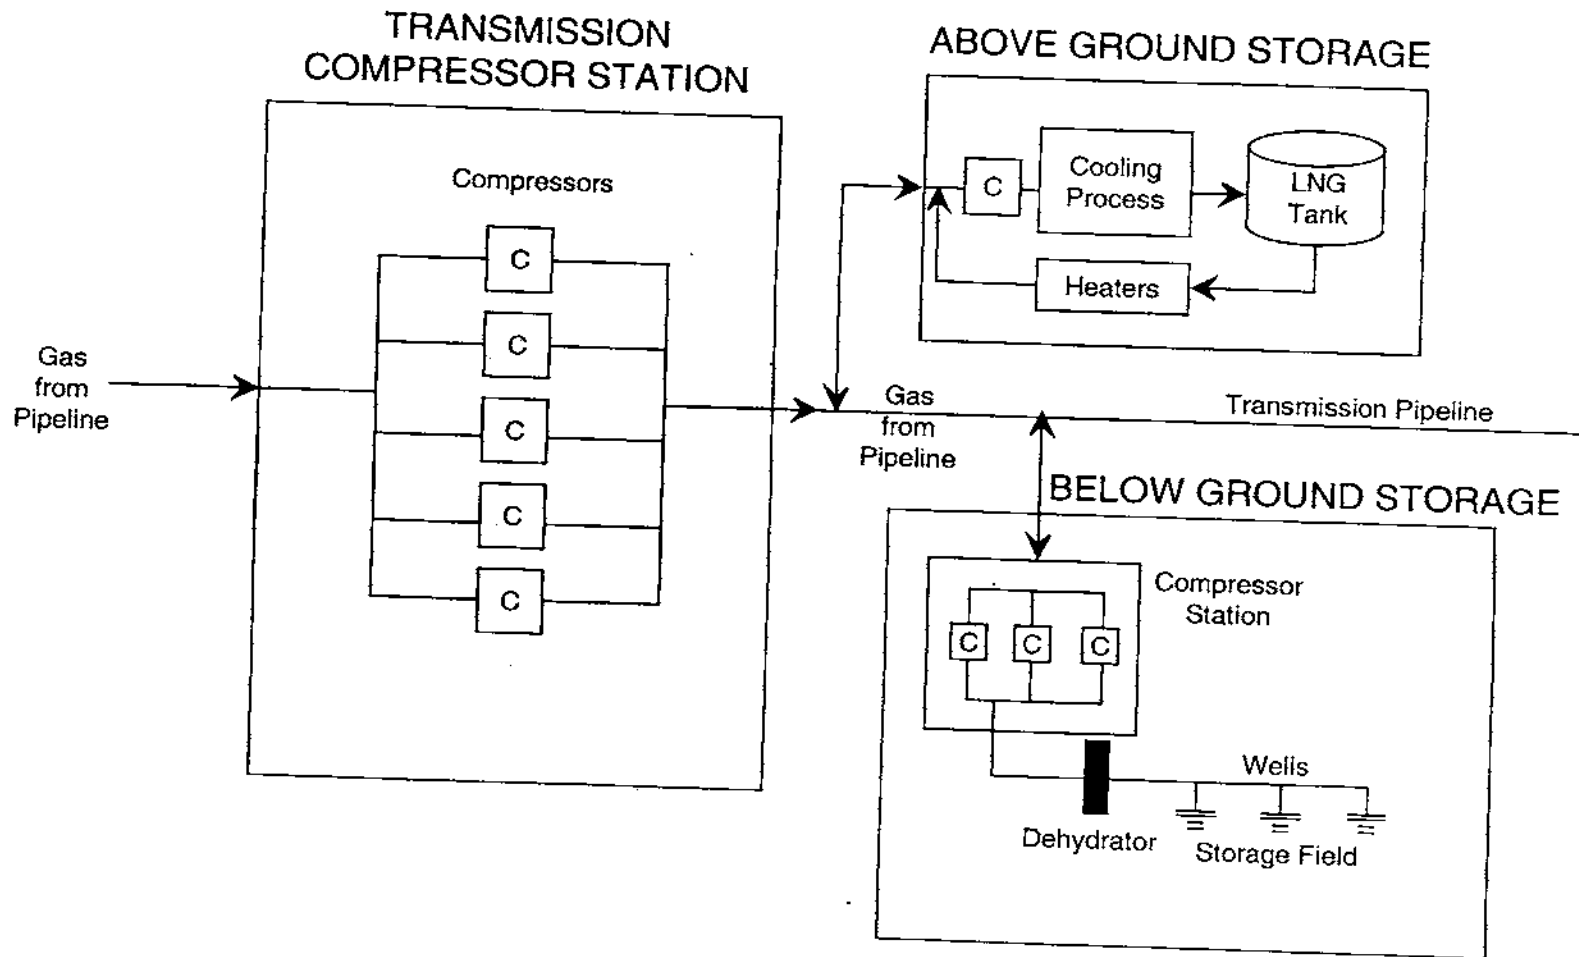 TRANSMISSION
COMPRESSOR STATION
Compressors
C
C
C
C
C
Gas
from
Pipeline
ABOVE GROUND STORAGE
C
Cooling
Process
LNG
Tank
Heaters
Gas
from
Pipeline
Transmission Pipeline
BELOW GROUND STORAGE
Compressor
Station
C
C
C
Wells
Dehydrator
Storage Field